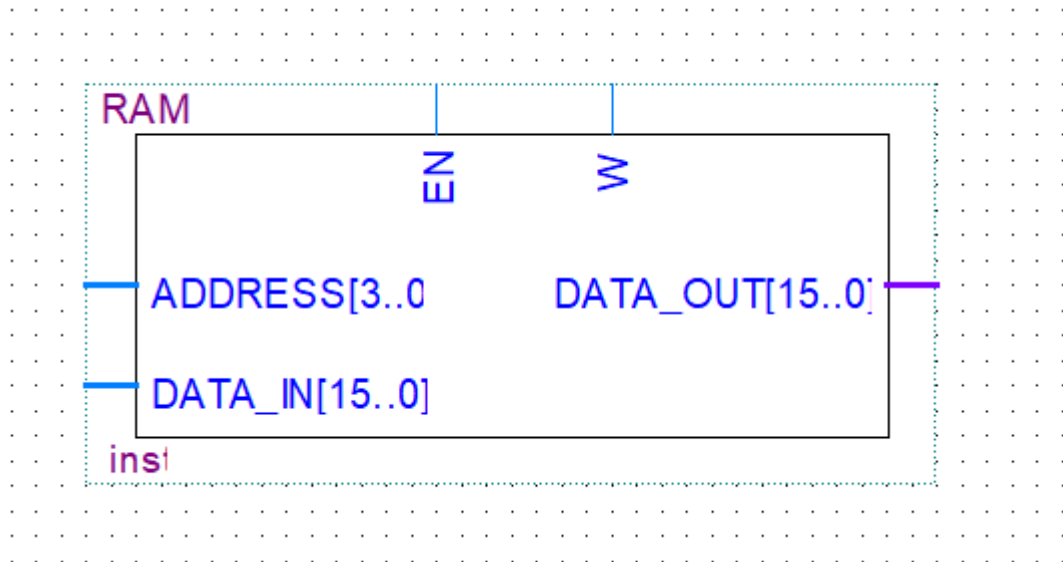 RAM
EN
W
ADDRESS[3..0
DATA_OUT[15..0]
DATA_IN[15..0]
inst